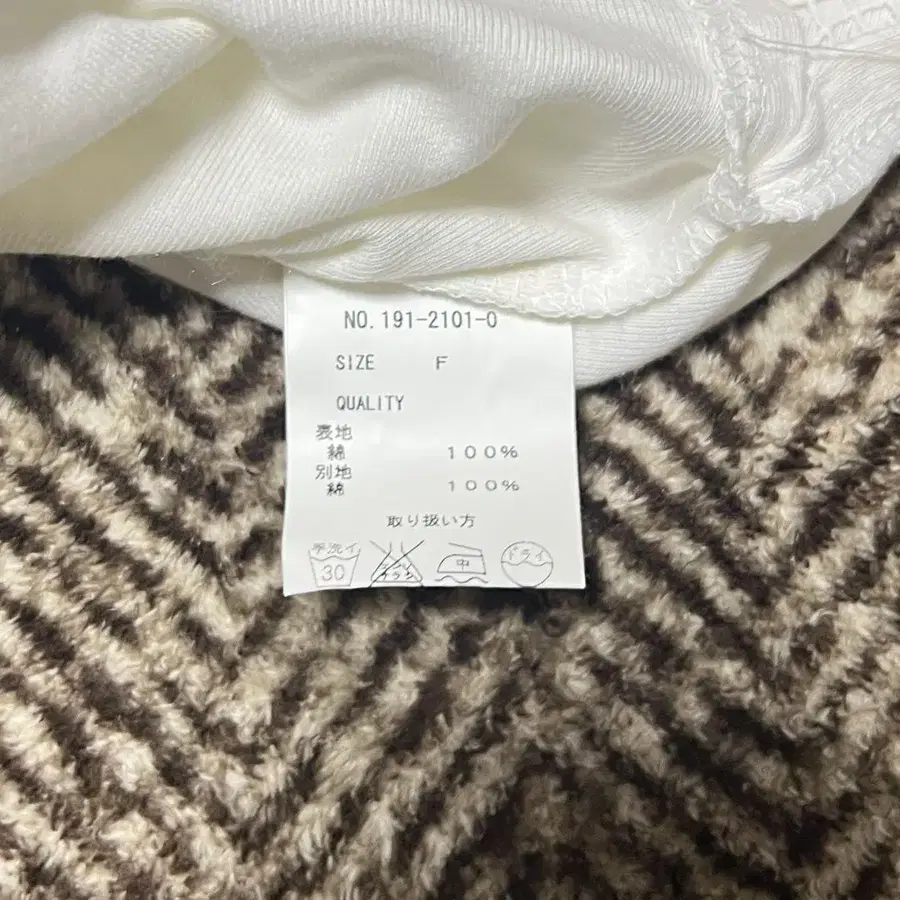 NO. 191-2101-0
SIZE F
QUALITY
表地
綿 100%
別地
綿 100%
取り扱い方
手洗イ 30 中 ドライ